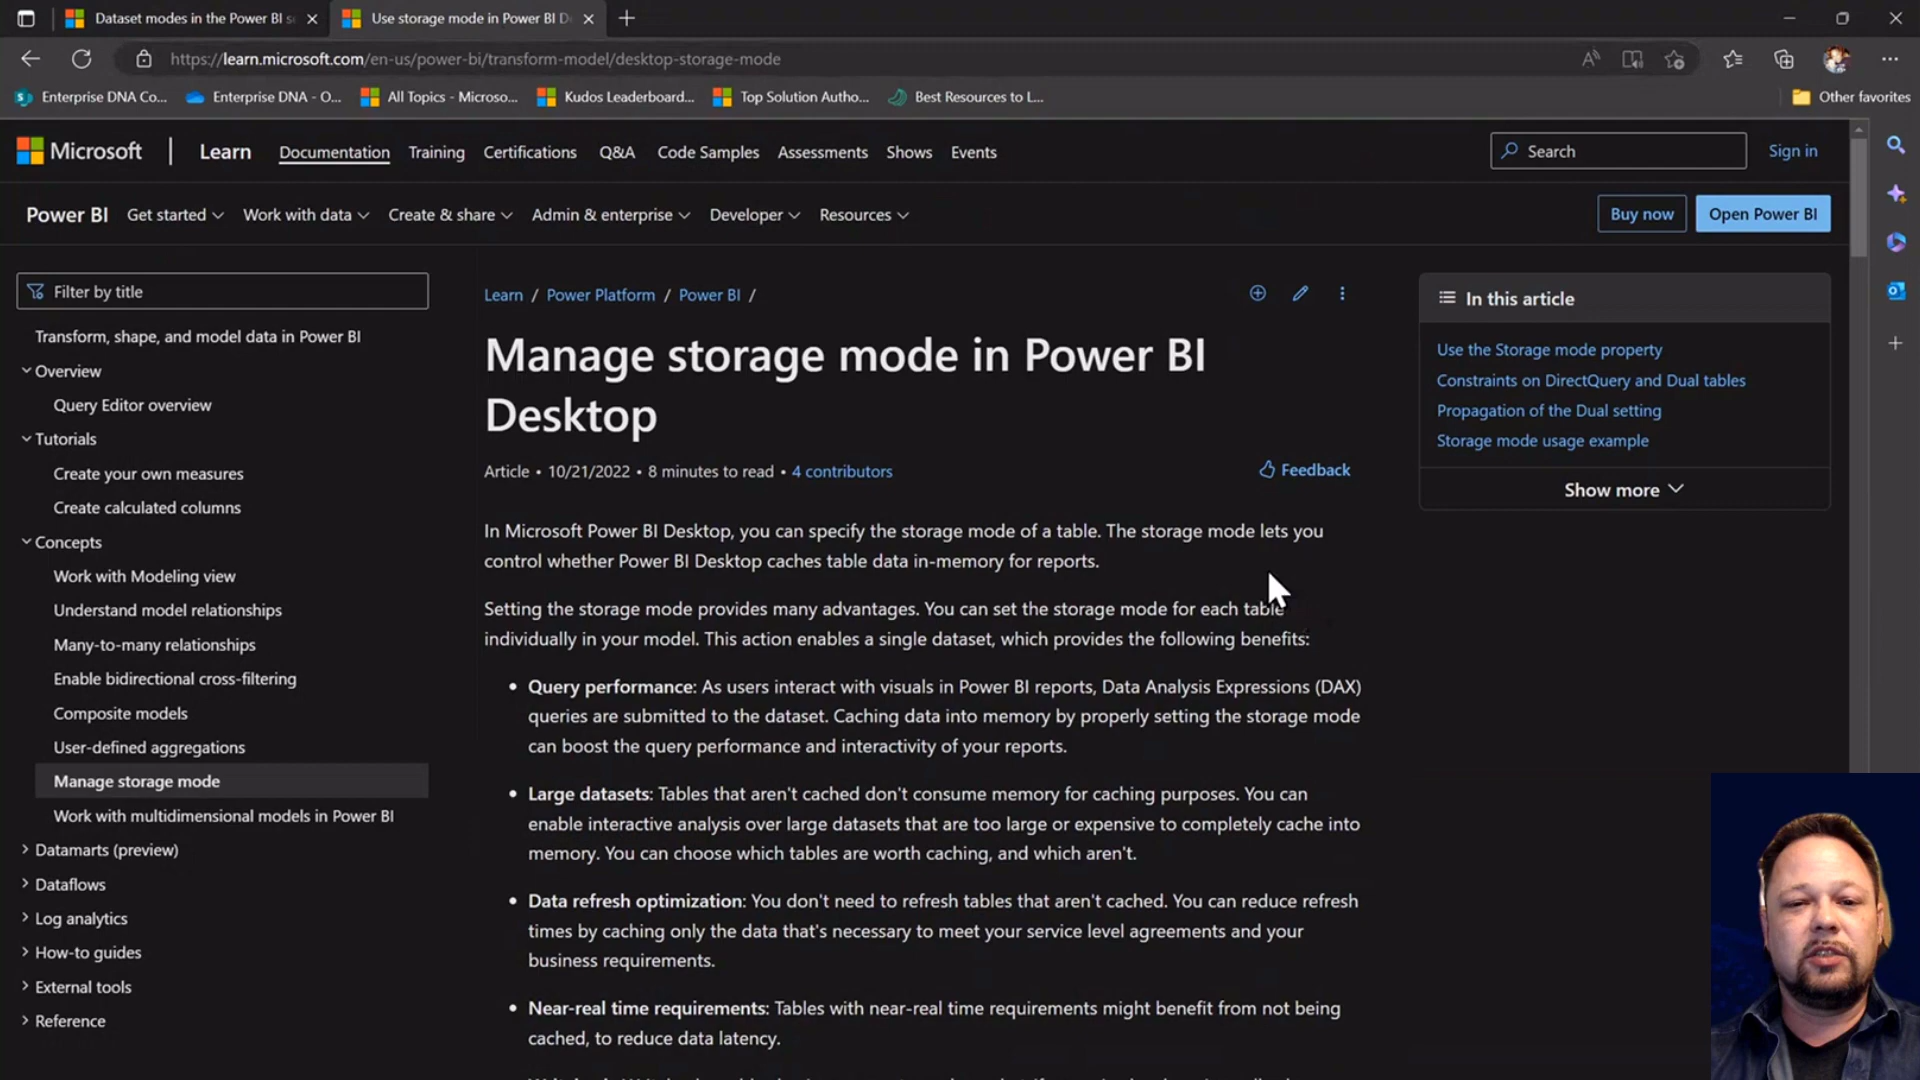 Dataset modes in the Power BI se
Use storage mode in Power BI D
https://learn.microsoft.com/en-us/power-bi/transform-model/desktop-storage-mode
Enterprise DNA Co...
Enterprise DNA - O...
All Topics - Microso...
Kudos Leaderboard...
Top Solution Autho...
Best Resources to L...
Other favorites
Microsoft
Learn
Documentation
Training
Certifications
Q&A
Code Samples
Assessments
Shows
Events
Search
Sign in
Power BI
Get started
Work with data
Create & share
Admin & enterprise
Developer
Resources
Buy now
Open Power BI
Filter by title
Transform, shape, and model data in Power BI
Overview
Query Editor overview
Tutorials
Create your own measures
Create calculated columns
Concepts
Work with Modeling view
Understand model relationships
Many-to-many relationships
Enable bidirectional cross-filtering
Composite models
User-defined aggregations
Manage storage mode
Work with multidimensional models in Power BI
Datamarts (preview)
Dataflows
Log analytics
How-to guides
External tools
Reference
Learn / Power Platform / Power BI /
Manage storage mode in Power BI
Desktop
Article • 10/21/2022 • 8 minutes to read • 4 contributors
Feedback
In Microsoft Power BI Desktop, you can specify the storage mode of a table. The storage mode lets you
control whether Power BI Desktop caches table data in-memory for reports.
Setting the storage mode provides many advantages. You can set the storage mode for each table
individually in your model. This action enables a single dataset, which provides the following benefits:
• Query performance: As users interact with visuals in Power BI reports, Data Analysis Expressions (DAX)
queries are submitted to the dataset. Caching data into memory by properly setting the storage mode
can boost the query performance and interactivity of your reports.
• Large datasets: Tables that aren't cached don't consume memory for caching purposes. You can
enable interactive analysis over large datasets that are too large or expensive to completely cache into
memory. You can choose which tables are worth caching, and which aren't.
• Data refresh optimization: You don't need to refresh tables that aren't cached. You can reduce refresh
times by caching only the data that's necessary to meet your service level agreements and your
business requirements.
• Near-real time requirements: Tables with near-real time requirements might benefit from not being
cached, to reduce data latency.
In this article
Use the Storage mode property
Constraints on DirectQuery and Dual tables
Propagation of the Dual setting
Storage mode usage example
Show more